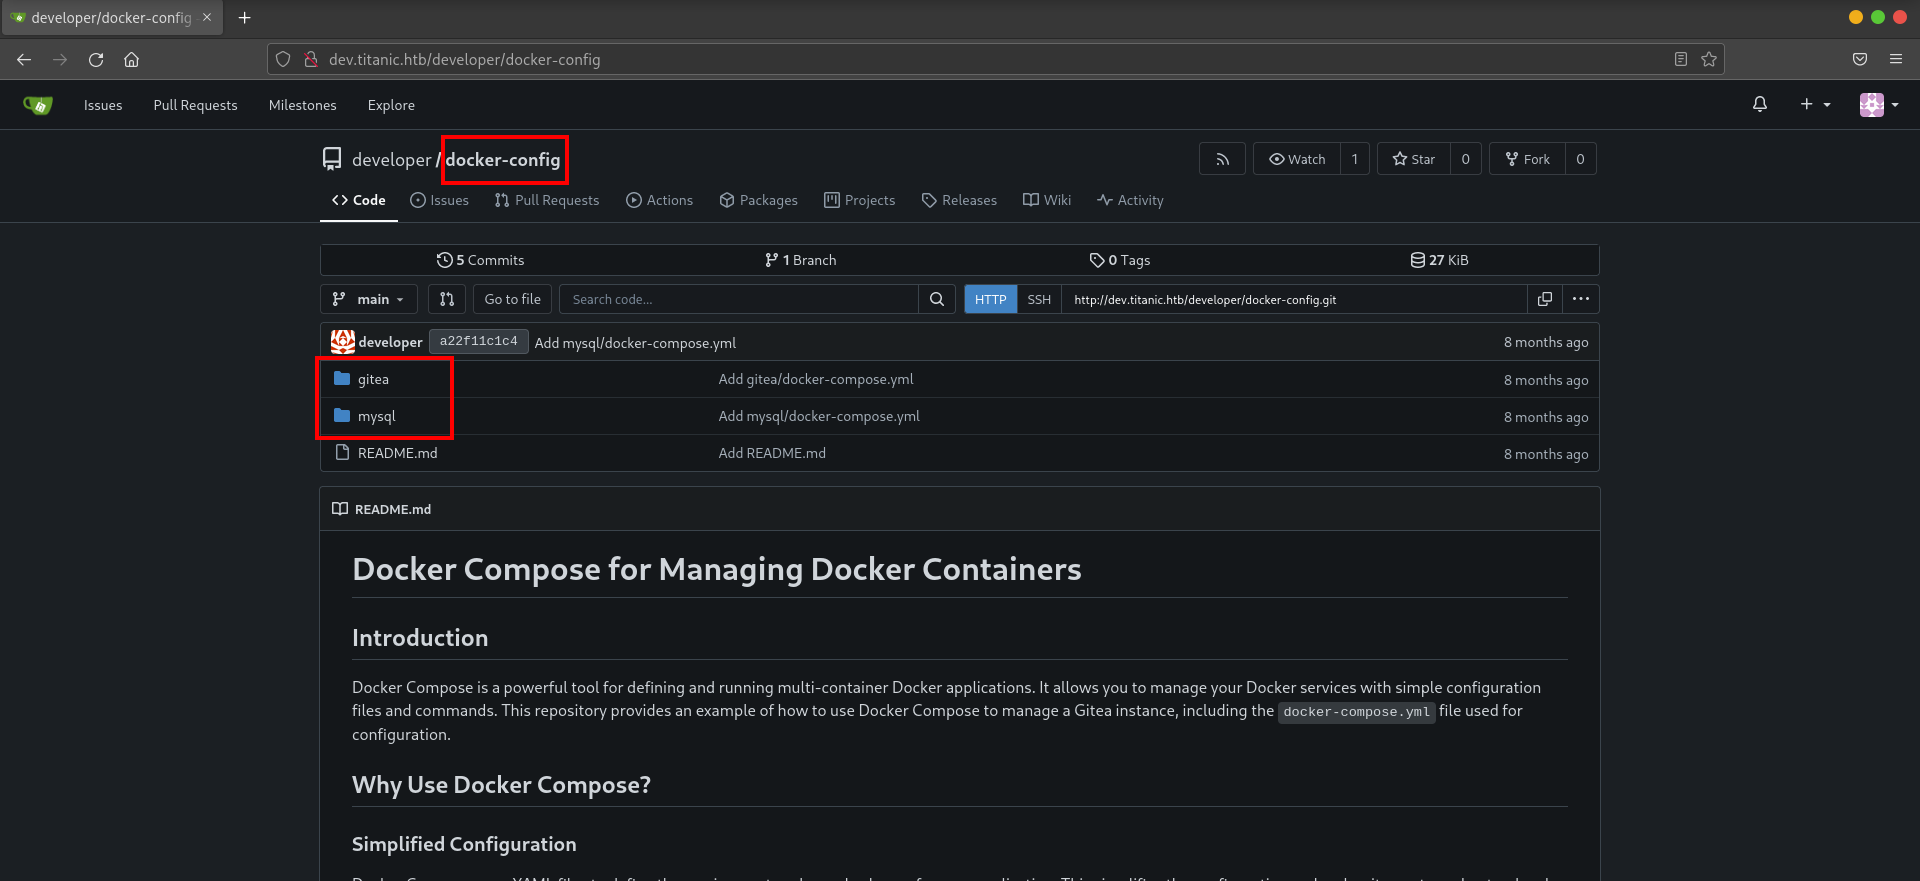 developer/docker-config
dev.titanic.htb/developer/docker-config
Issues Pull Requests Milestones Explore
developer/docker-config
Watch 1 Star 0 Fork 0
Code Issues Pull Requests Actions Packages Projects Releases Wiki Activity
5 Commits 1 Branch 0 Tags 27 KiB
main Go to file Search code... HTTP SSH http://dev.titanic.htb/developer/docker-config.git
developer a22f11c1c4 Add mysql/docker-compose.yml 8 months ago
gitea Add gitea/docker-compose.yml 8 months ago
mysql Add mysql/docker-compose.yml 8 months ago
README.md Add README.md 8 months ago
README.md
Docker Compose for Managing Docker Containers
Introduction
Docker Compose is a powerful tool for defining and running multi-container Docker applications. It allows you to manage your Docker services with simple configuration
files and commands. This repository provides an example of how to use Docker Compose to manage a Gitea instance, including the docker-compose.yml file used for
configuration.
Why Use Docker Compose?
Simplified Configuration